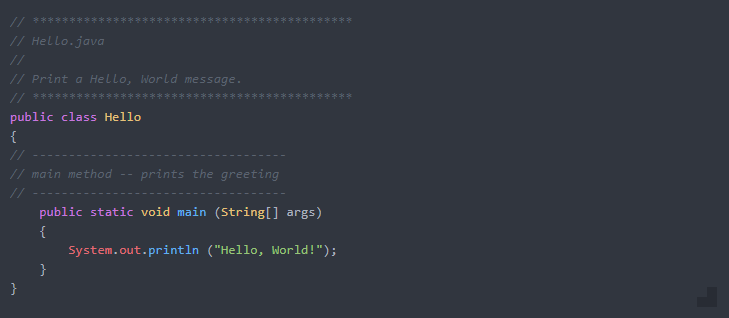 // ********************************************
// Hello.java
//
// Print a Hello, World message.
// ********************************************
public class Hello
{
// -----------------------------------
// main method -- prints the greeting
// -----------------------------------
    public static void main (String[] args)
    {
        System.out.println ("Hello, World!");
    }
}